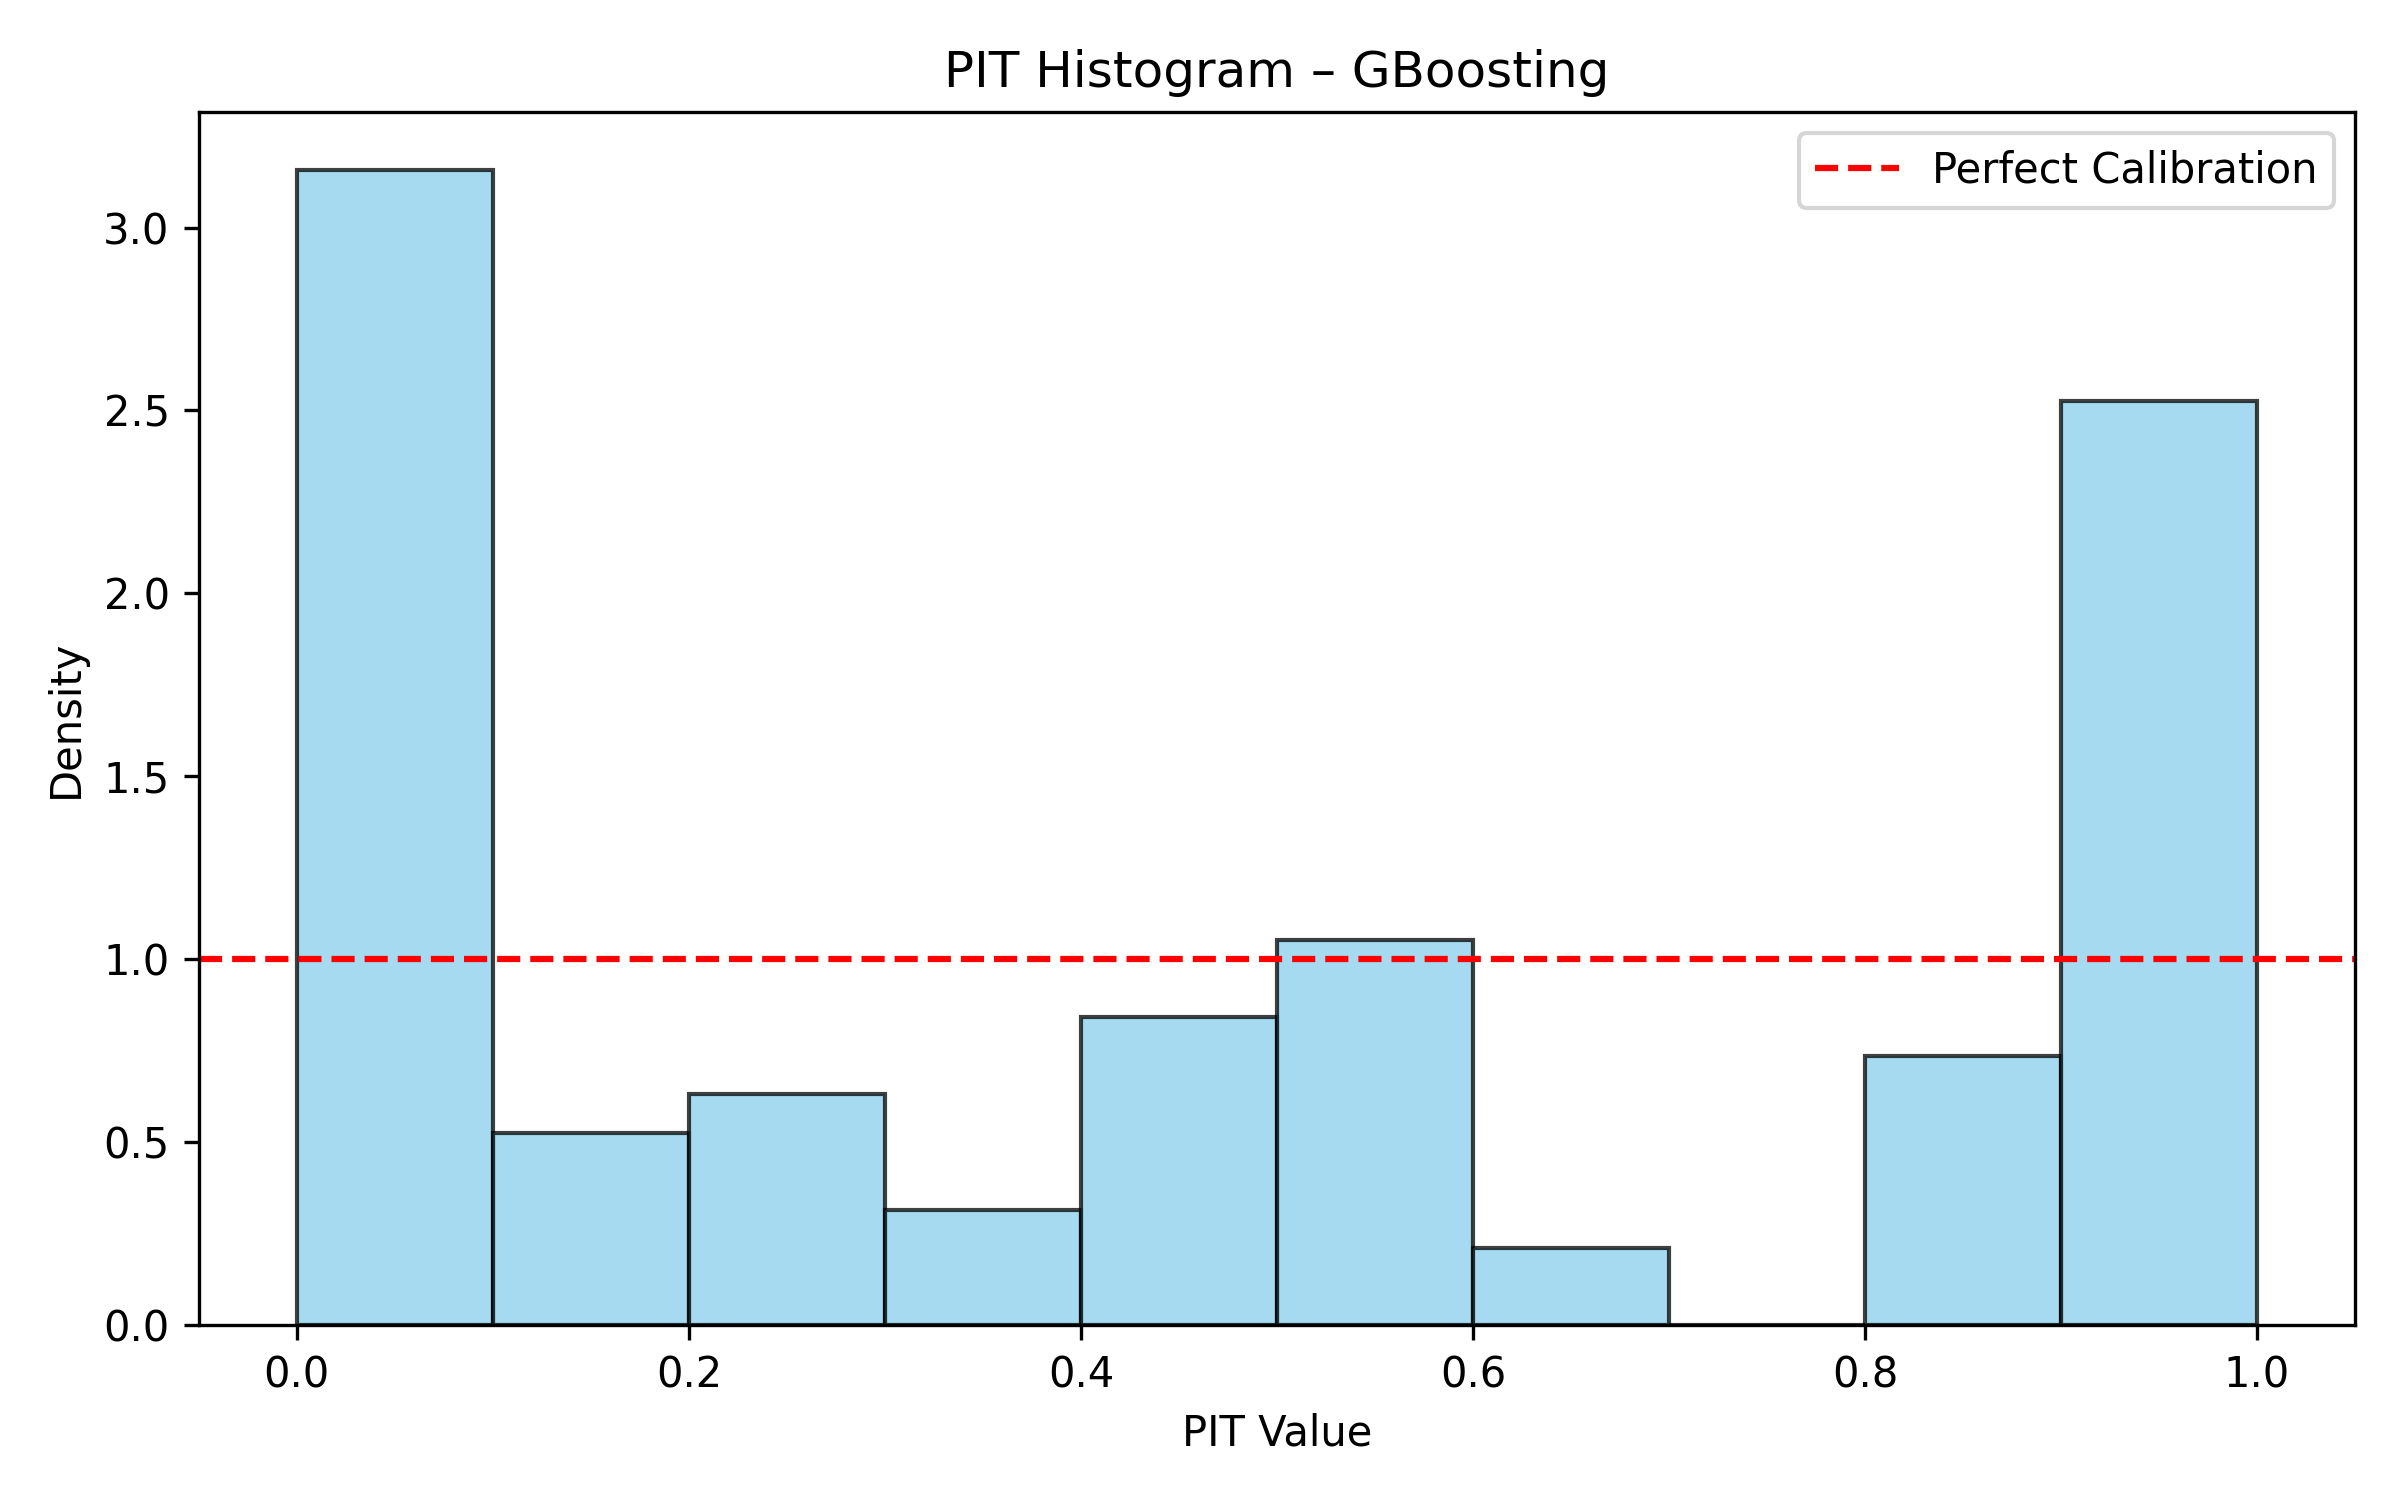 PIT Histogram – GBoosting
Perfect Calibration
3.0
2.5
2.0
1.5
1.0
0.5
0.0
Density
0.0 0.2 0.4 0.6 0.8 1.0
PIT Value